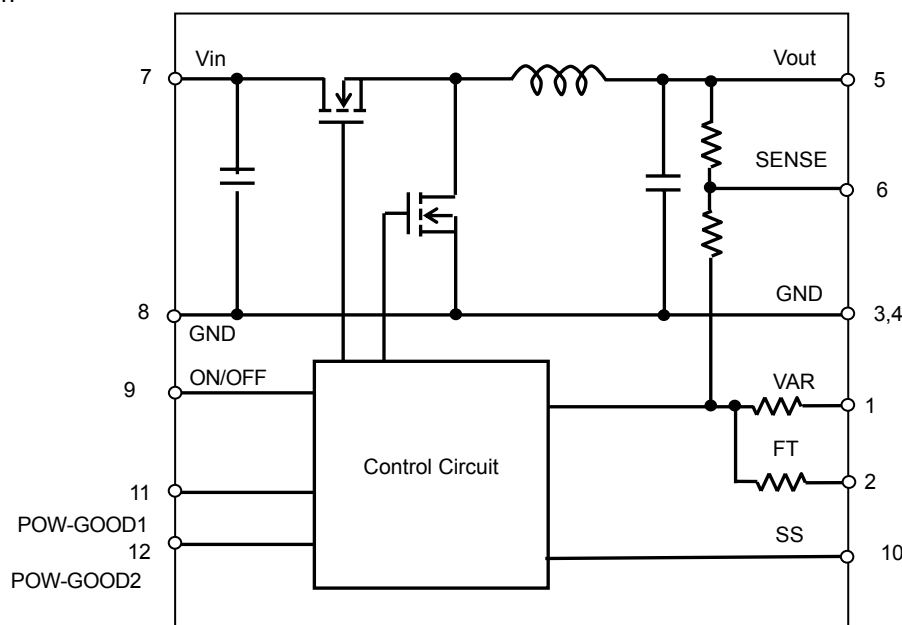 Vin
Vout
7
5
SENSE
6
GND
8
3,4
GND
9
ON/OFF
VAR
1
FT
Control Circuit
2
11
POW-GOOD1
SS
12
10
POW-GOOD2